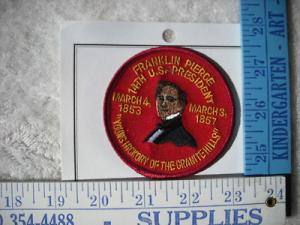 FRANKLIN PIERCE
14TH U.S. PRESIDENT
MARCH 4,
1853
MARCH 3,
1857
"YOUNG HICKORY OF THE GRANITE HILLS"
28 27 26 25
KINDERGARTEN - ART -
24 23 22 21 20 19 18
354-4488 SUPPLIES